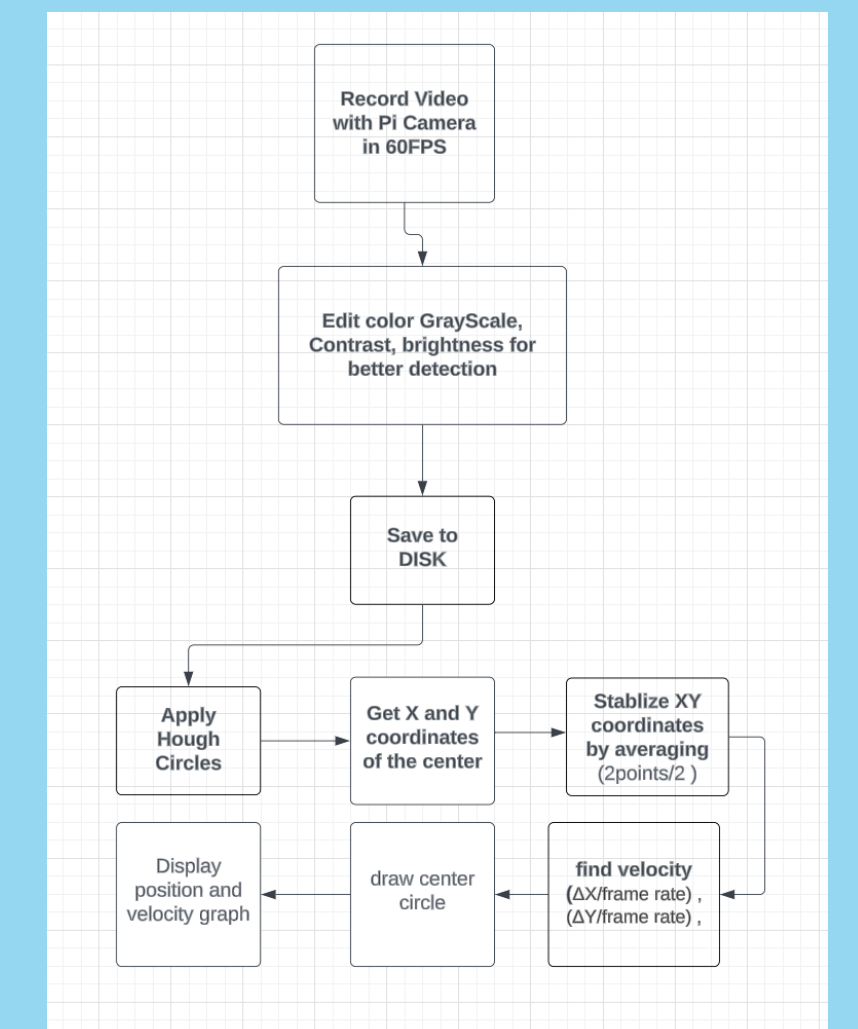 Record Video
with Pi Camera
in 60FPS
Edit color GrayScale,
Contrast, brightness for
better detection
Save to
DISK
Apply
Hough
Circles
Get X and Y
coordinates
of the center
Stablize XY
coordinates
by averaging
(2points/2 )
find velocity
(ΔX/frame rate) ,
(ΔY/frame rate) ,
draw center
circle
Display
position and
velocity graph